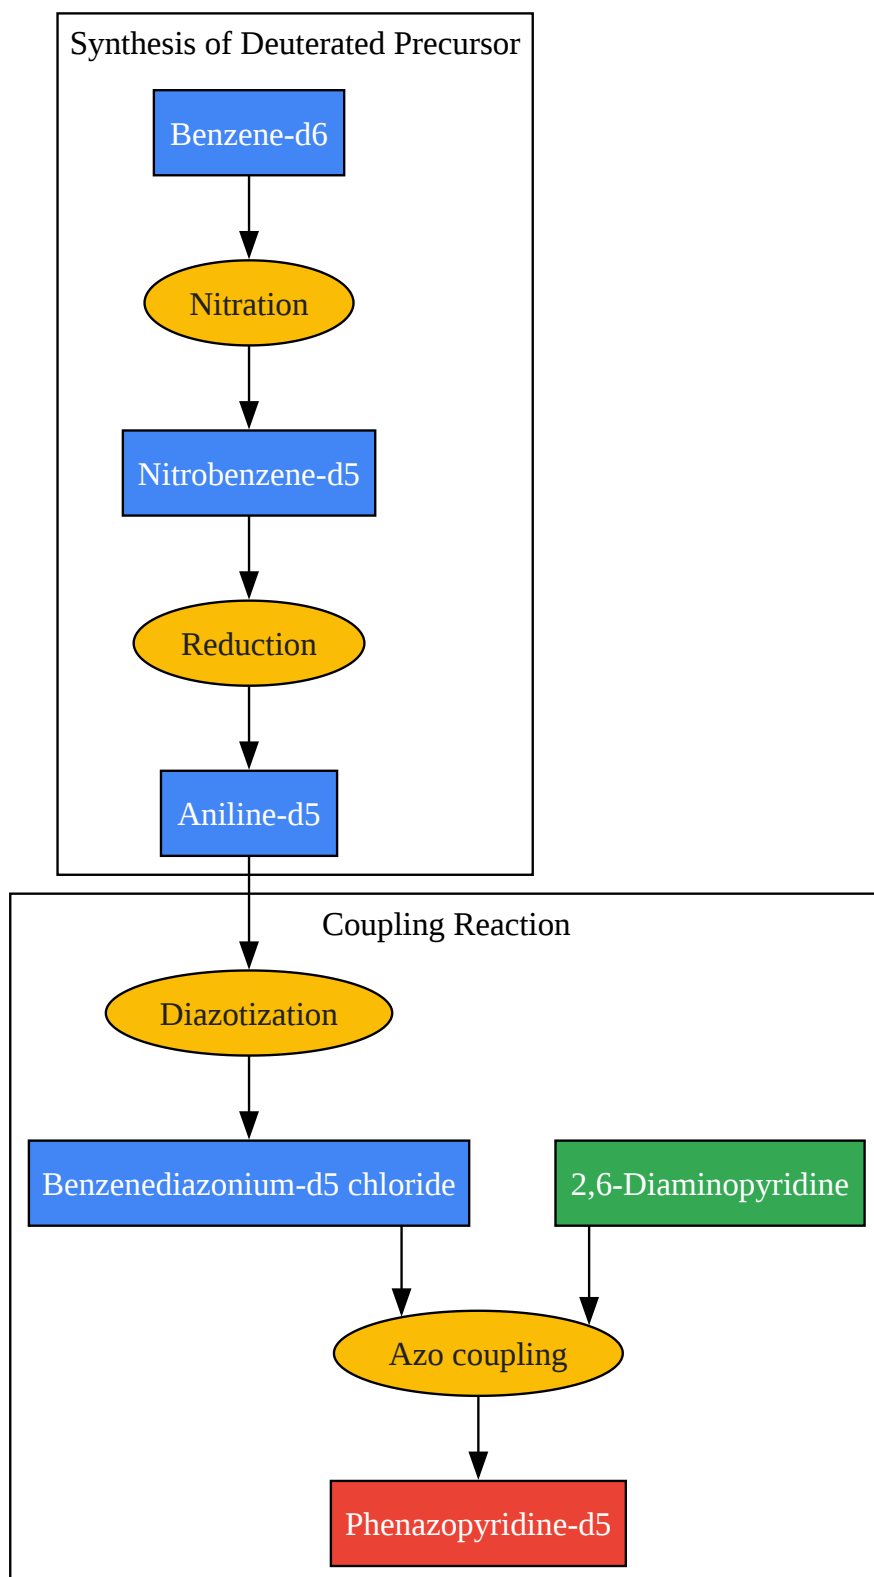 Synthesis of Deuterated Precursor
Benzene-d6
Nitration
Nitrobenzene-d5
Reduction
Aniline-d5
Coupling Reaction
Diazotization
Benzenediazonium-d5 chloride
2,6-Diaminopyridine
Azo coupling
Phenazopyridine-d5